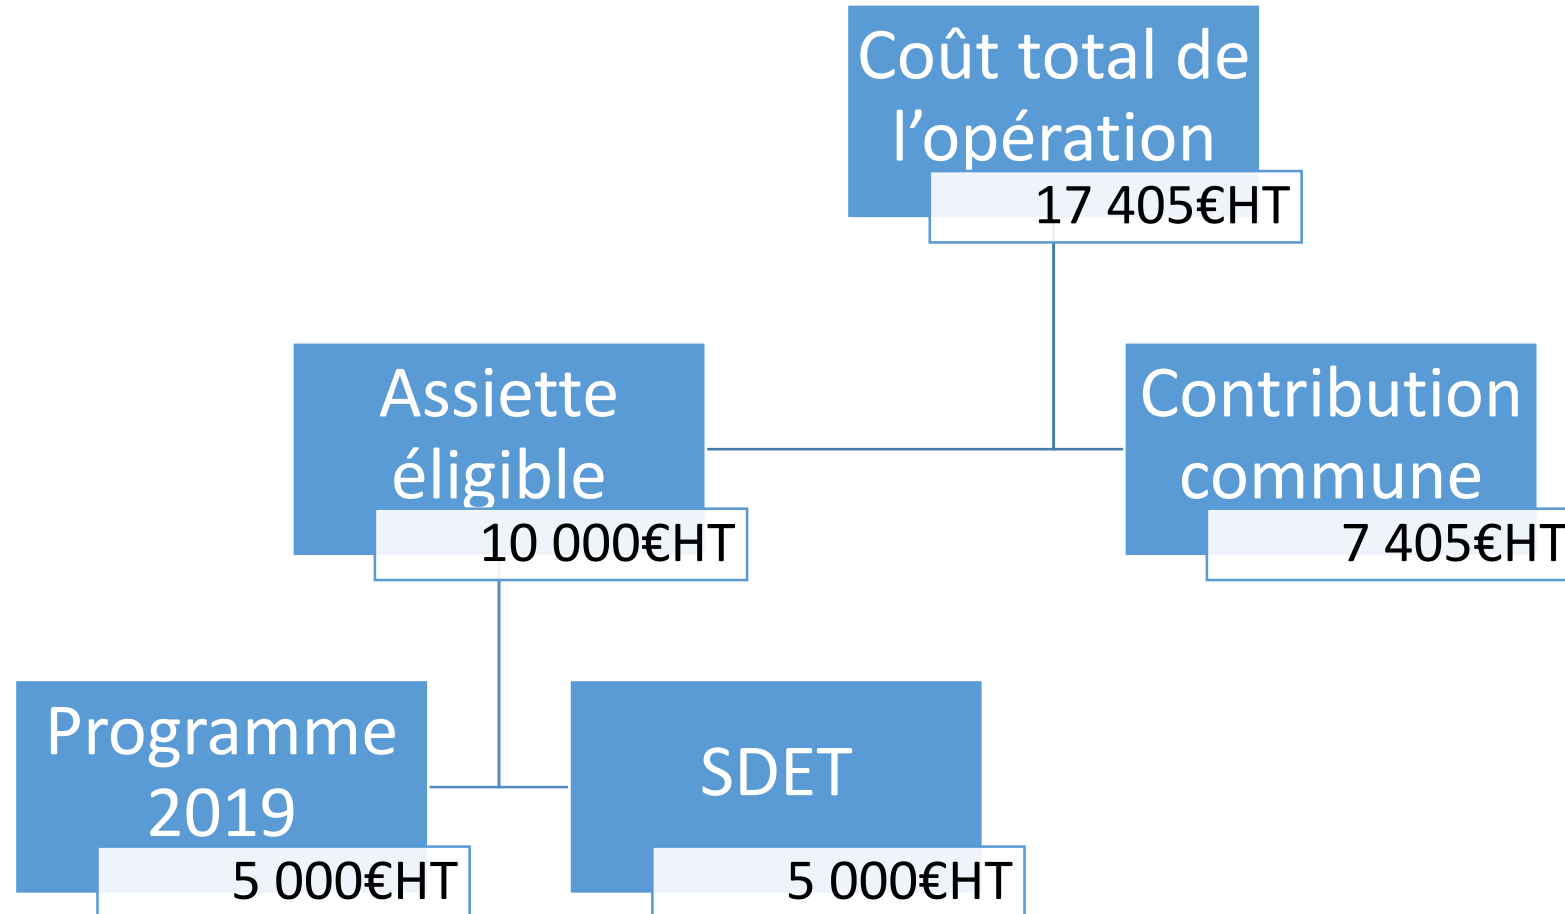 Coût total de
l’opération
17 405€HT
Assiette
éligible
10 000€HT
Contribution
commune
7 405€HT
Programme
2019
5 000€HT
SDET
5 000€HT